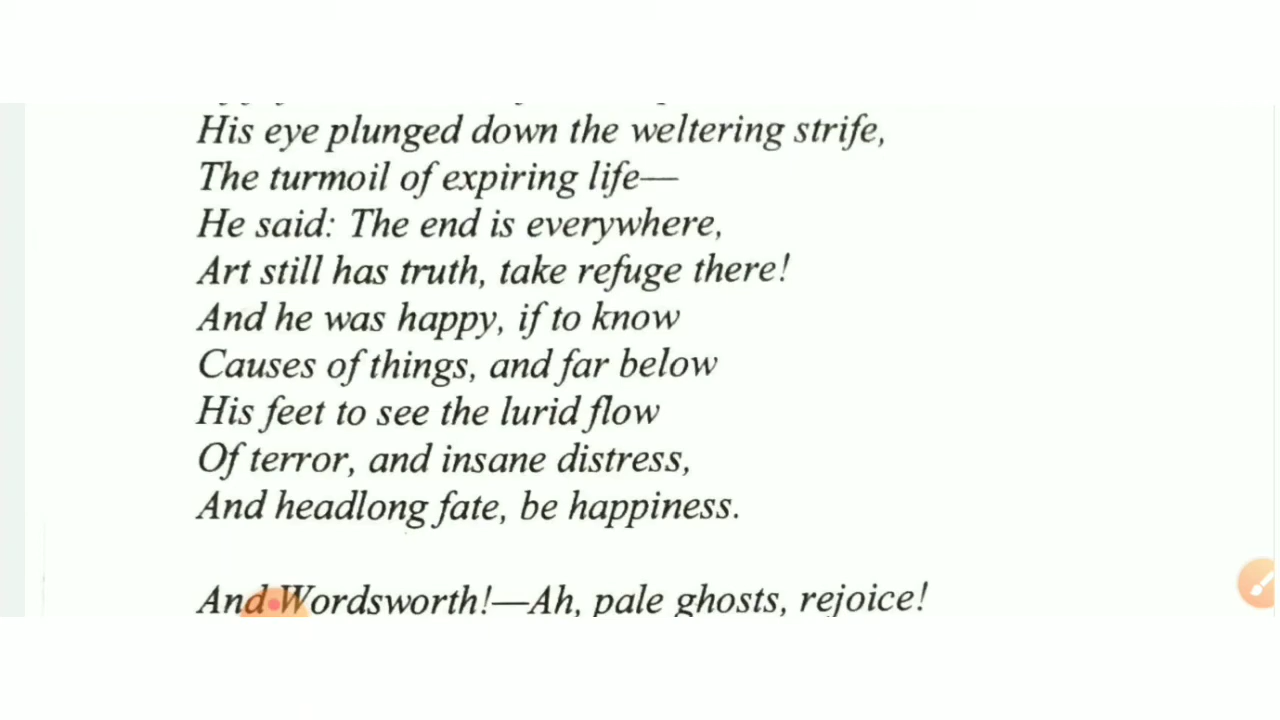 His eye plunged down the weltering strife,
The turmoil of expiring life—
He said: The end is everywhere,
Art still has truth, take refuge there!
And he was happy, if to know
Causes of things, and far below
His feet to see the lurid flow
Of terror, and insane distress,
And headlong fate, be happiness.
And Wordsworth!—Ah, pale ghosts, rejoice!